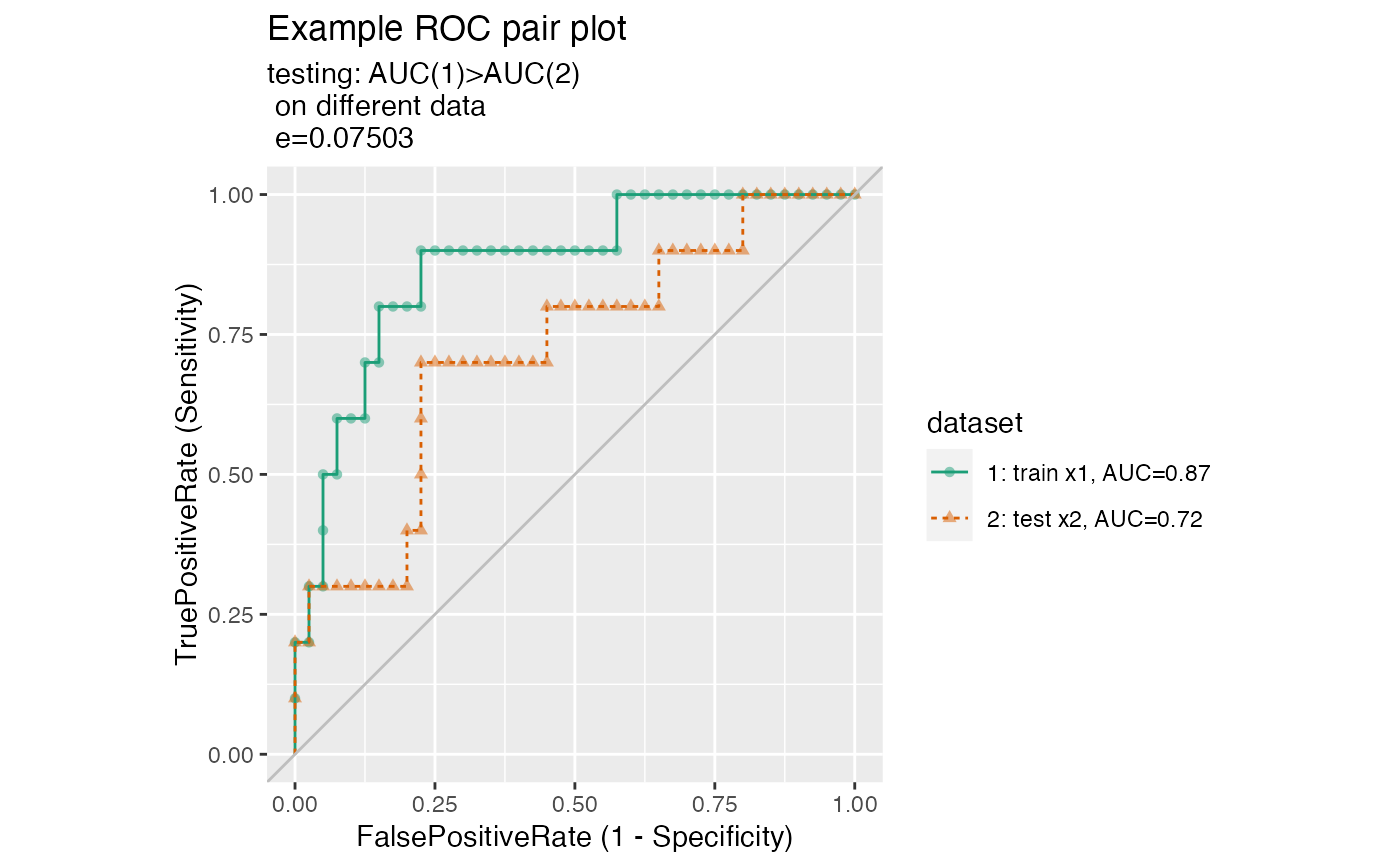 Example ROC pair plot
testing: AUC(1)>AUC(2)
on different data
e=0.07503
1.00
0.75
0.50
0.25
0.00
TruePositiveRate (Sensitivity)
0.00 0.25 0.50 0.75 1.00
FalsePositiveRate (1 - Specificity)
dataset
1: train x1, AUC=0.87
2: test x2, AUC=0.72